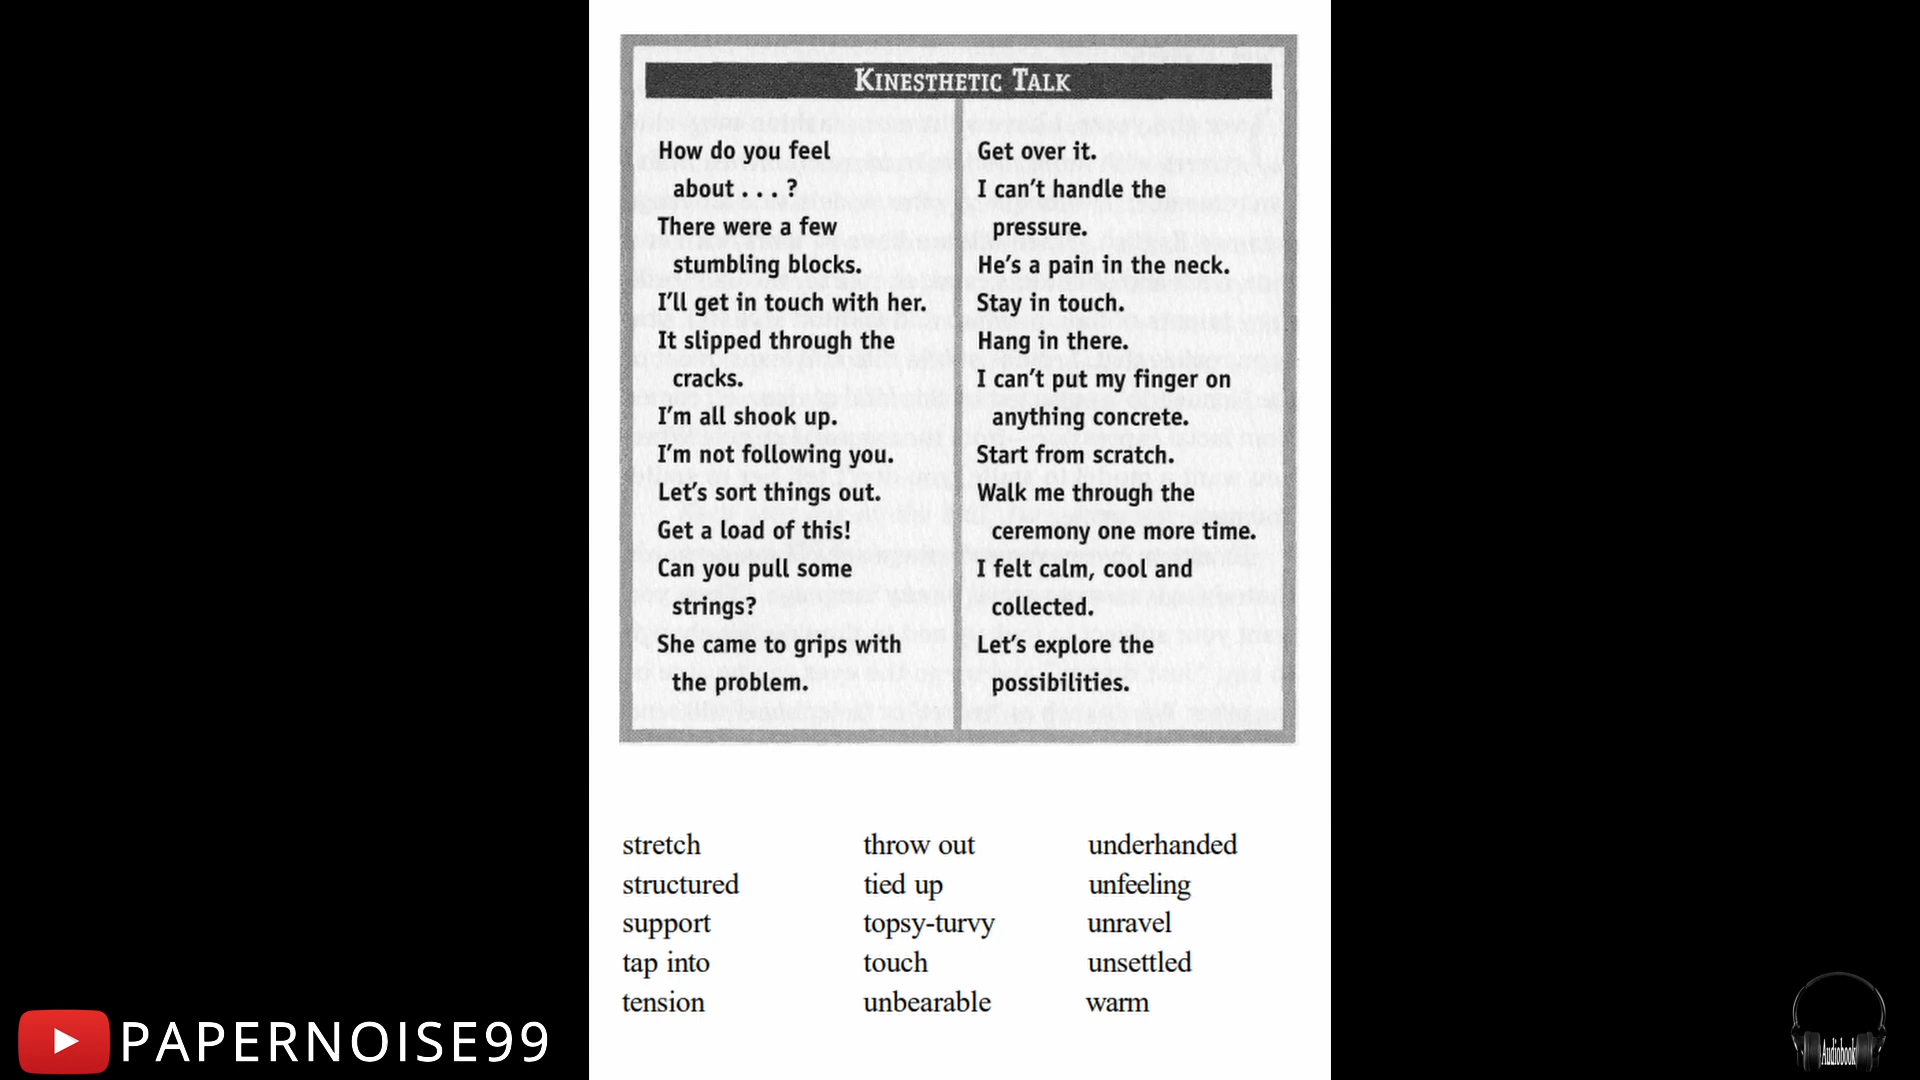 KINESTHETIC TALK
How do you feel
about . . . ?
There were a few
stumbling blocks.
I'll get in touch with her.
It slipped through the
cracks.
I'm all shook up.
I'm not following you.
Let's sort things out.
Get a load of this!
Can you pull some
strings?
She came to grips with
the problem.
Get over it.
I can't handle the
pressure.
He's a pain in the neck.
Stay in touch.
Hang in there.
I can't put my finger on
anything concrete.
Start from scratch.
Walk me through the
ceremony one more time.
I felt calm, cool and
collected.
Let's explore the
possibilities.
stretch
structured
support
tap into
tension
throw out
tied up
topsy-turvy
touch
unbearable
underhanded
unfeeling
unravel
unsettled
warm
PAPERNOISE99
Audiobook